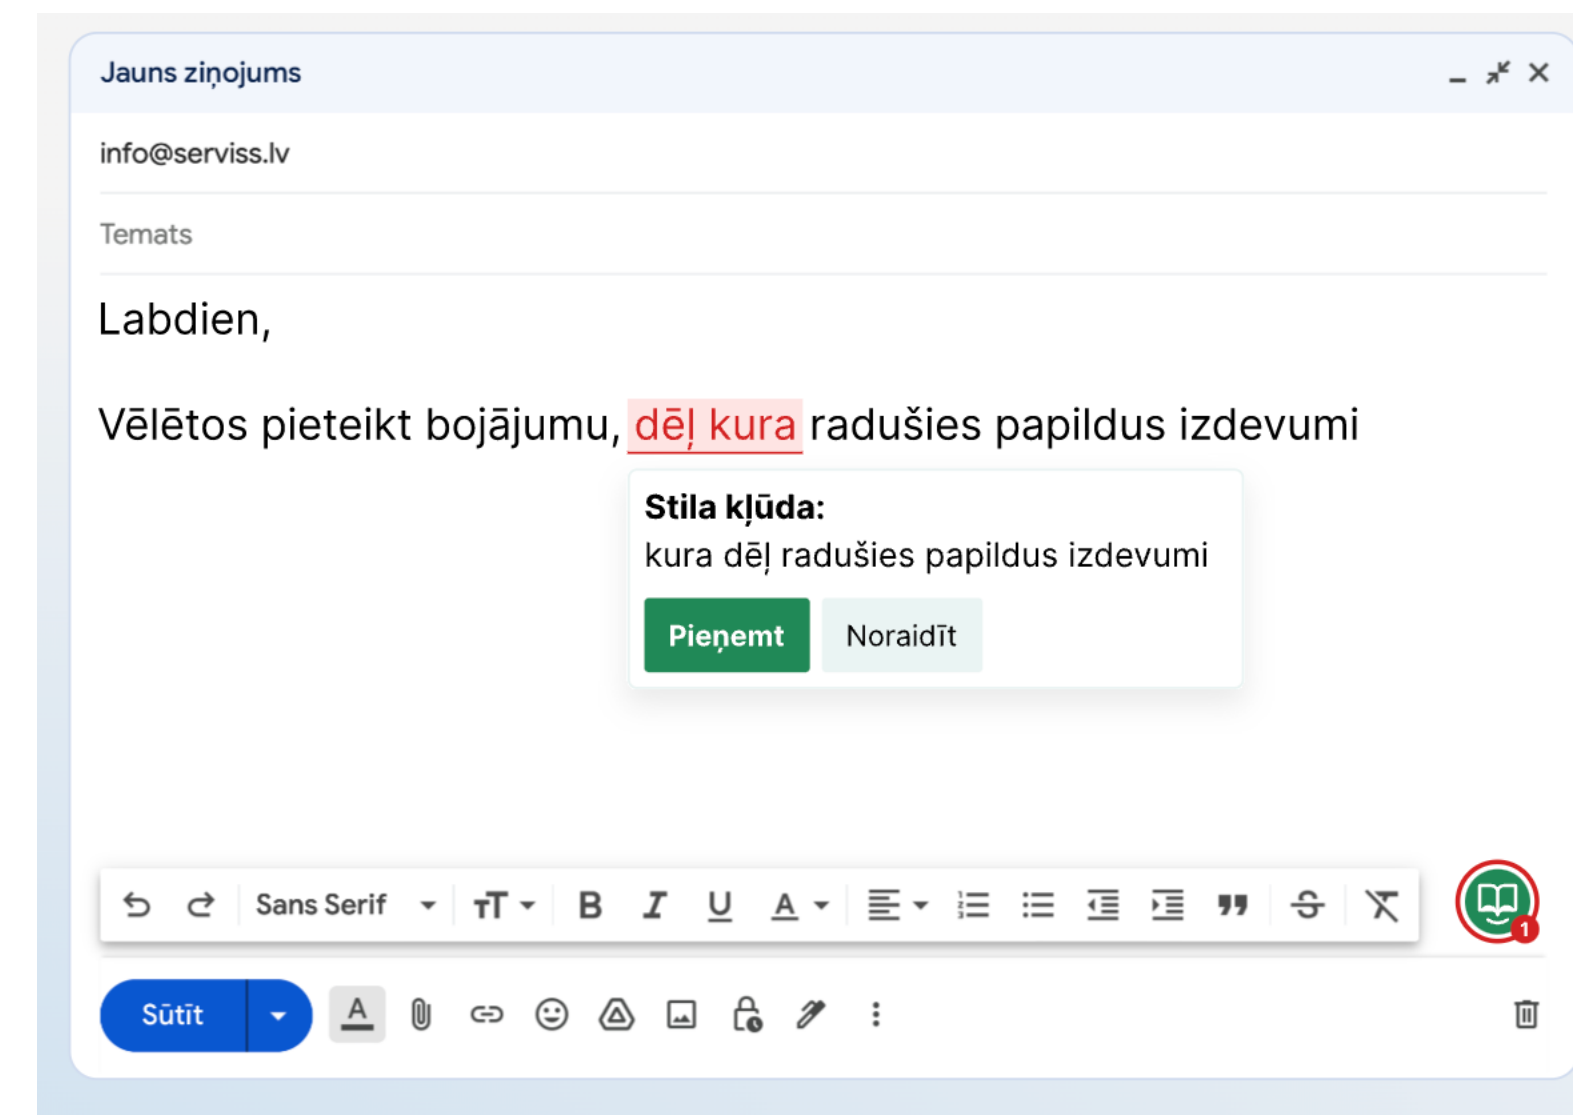 Jauns ziņojums
info@serviss.lv
Temats
Labdien,
Vēlētos pieteikt bojājumu, dēļ kura radušies papildus izdevumi
Stila kļūda:
kura dēļ radušies papildus izdevumi
Pieņemt Noraidīt
Sans Serif
1
Sūtīt